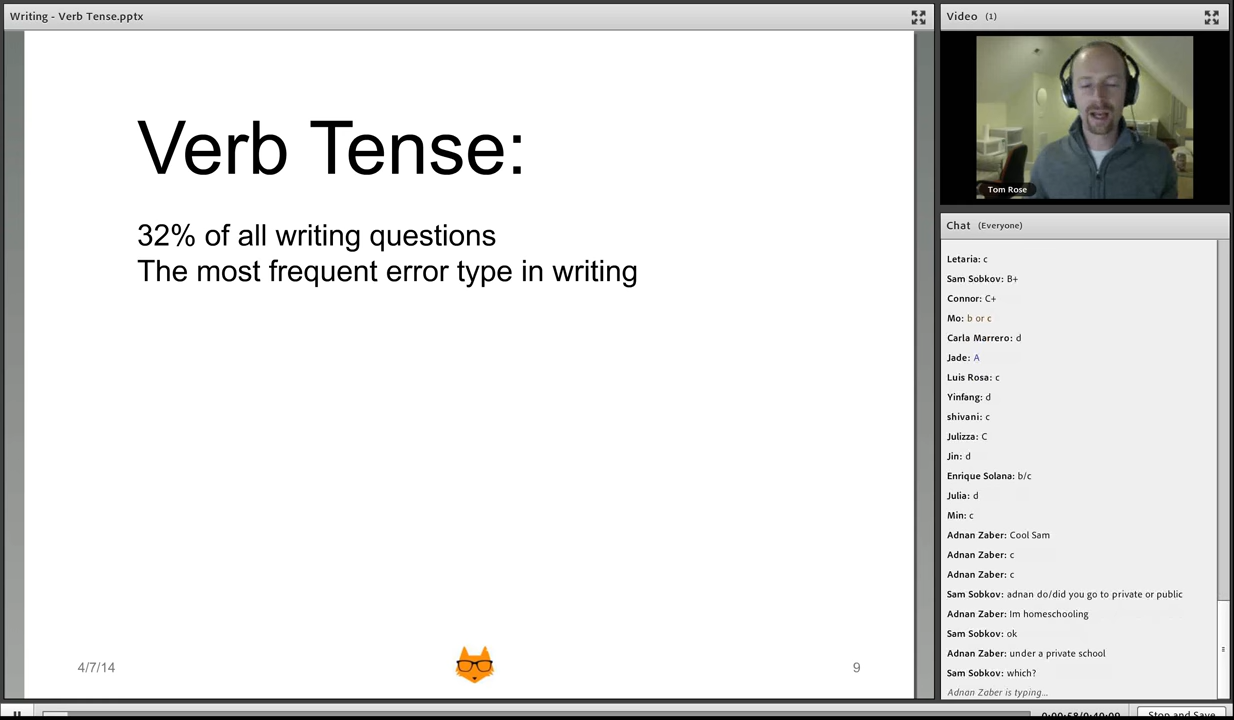 Writing - Verb Tense.pptx
Verb Tense:
32% of all writing questions
The most frequent error type in writing
4/7/14
9
Video (1)
Tom Rose
Chat (Everyone)
Letaria: c
Sam Sobkov: B+
Connor: C+
Mo: b or c
Carla Marrero: d
Jade: A
Luis Rosa: c
Yinfang: d
shivani: c
Julizza: C
Jin: d
Enrique Solana: b/c
Julia: d
Min: c
Adnan Zaber: Cool Sam
Adnan Zaber: c
Adnan Zaber: c
Sam Sobkov: adnan do/did you go to private or public
Adnan Zaber: Im homeschooling
Sam Sobkov: ok
Adnan Zaber: under a private school
Sam Sobkov: which?
Adnan Zaber is typing...
Stop and Save